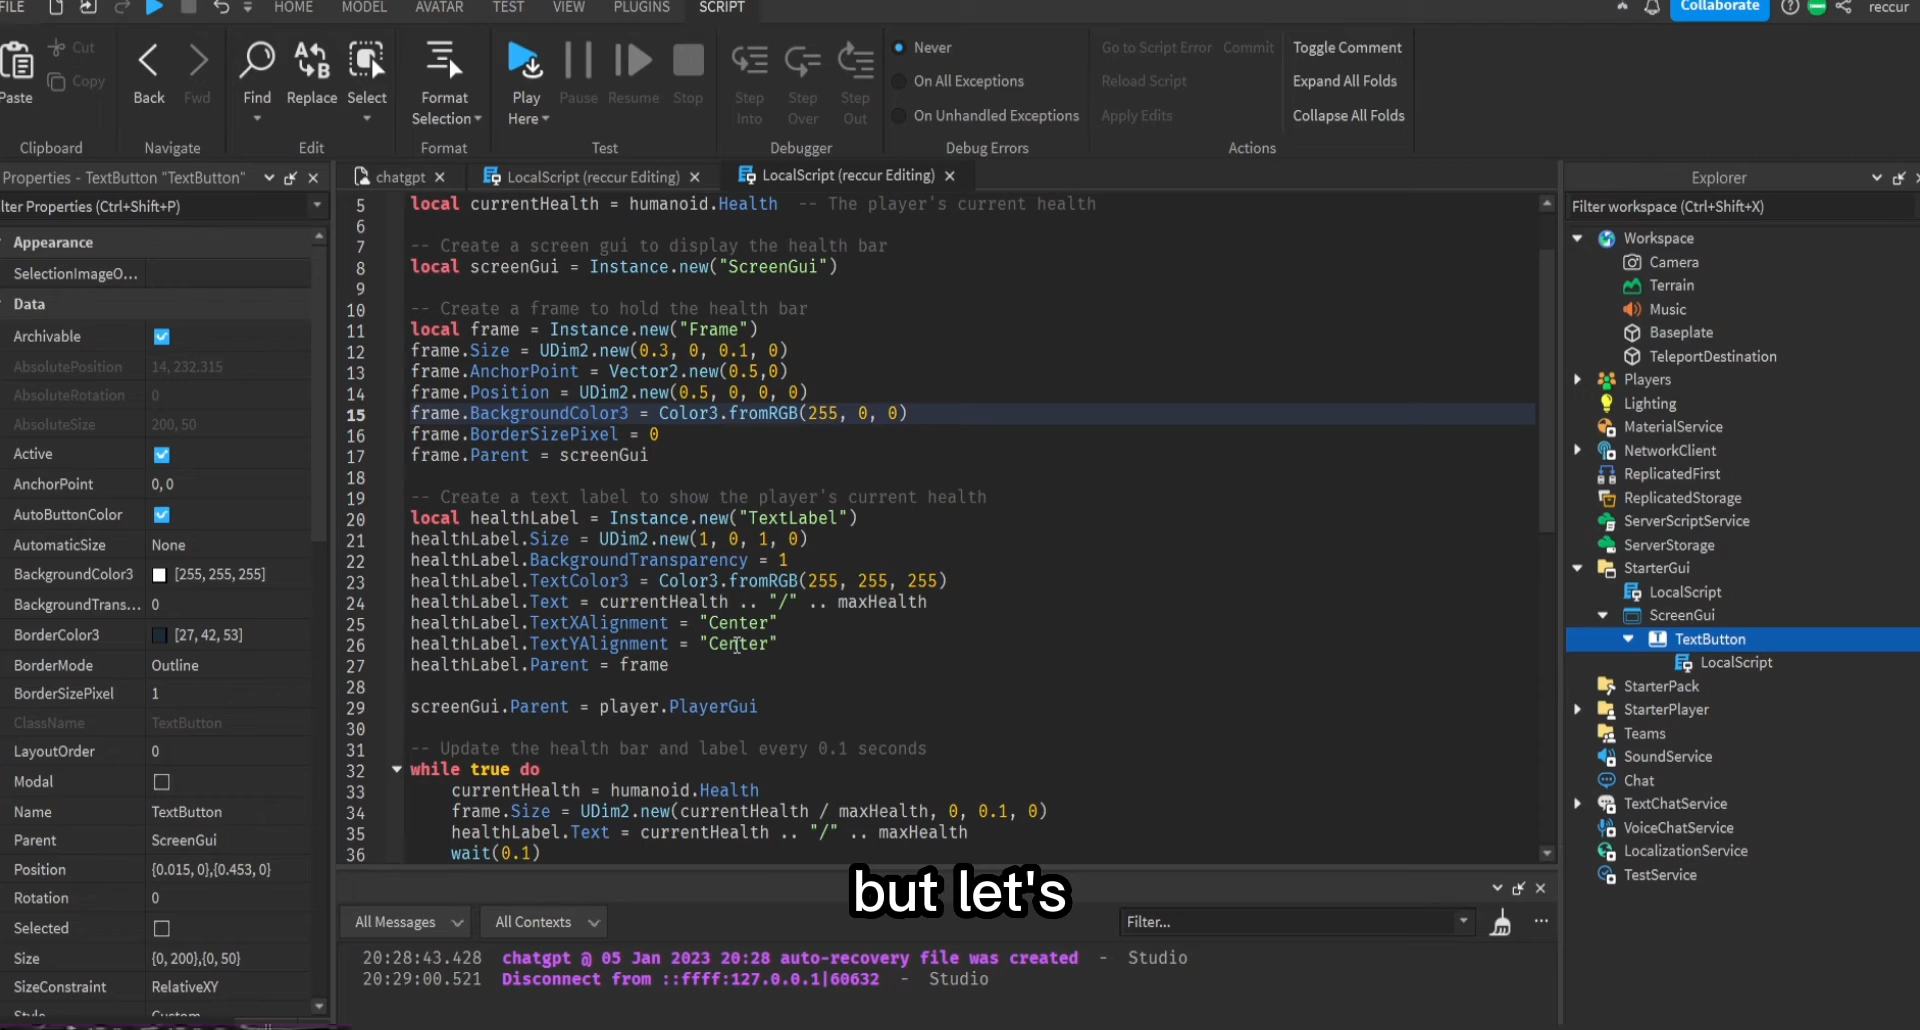 FILE
HOME
MODEL
AVATAR
TEST
VIEW
PLUGINS
SCRIPT
Collaborate
reccur
Paste
Cut
Copy
Clipboard
Back
Fwd
Navigate
Find
Replace
Select
Edit
Format
Selection
Format
Play
Here
Pause
Resume
Stop
Test
Step
Into
Step
Over
Step
Out
Debugger
Never
On All Exceptions
On Unhandled Exceptions
Debug Errors
Go to Script Error
Commit
Reload Script
Apply Edits
Toggle Comment
Expand All Folds
Collapse All Folds
Actions
Properties - TextButton "TextButton"
lter Properties (Ctrl+Shift+P)
Appearance
SelectionImageO...
Data
Archivable
AbsolutePosition 14, 232.315
AbsoluteRotation 0
AbsoluteSize 200, 50
Active
AnchorPoint 0, 0
AutoButtonColor
AutomaticSize None
BackgroundColor3 [255, 255, 255]
BackgroundTrans... 0
BorderColor3 [27, 42, 53]
BorderMode Outline
BorderSizePixel 1
ClassName TextButton
LayoutOrder 0
Modal
Name TextButton
Parent ScreenGui
Position {0.015, 0},{0.453, 0}
Rotation 0
Selected
Size {0, 200},{0, 50}
SizeConstraint RelativeXY
Style Custom
chatgpt
LocalScript (reccur Editing)
LocalScript (reccur Editing)
5 local currentHealth = humanoid.Health -- The player's current health
6
7 -- Create a screen gui to display the health bar
8 local screenGui = Instance.new("ScreenGui")
9
10 -- Create a frame to hold the health bar
11 local frame = Instance.new("Frame")
12 frame.Size = UDim2.new(0.3, 0, 0.1, 0)
13 frame.AnchorPoint = Vector2.new(0.5,0)
14 frame.Position = UDim2.new(0.5, 0, 0, 0)
15 frame.BackgroundColor3 = Color3.fromRGB(255, 0, 0)
16 frame.BorderSizePixel = 0
17 frame.Parent = screenGui
18
19 -- Create a text label to show the player's current health
20 local healthLabel = Instance.new("TextLabel")
21 healthLabel.Size = UDim2.new(1, 0, 1, 0)
22 healthLabel.BackgroundTransparency = 1
23 healthLabel.TextColor3 = Color3.fromRGB(255, 255, 255)
24 healthLabel.Text = currentHealth .. "/" .. maxHealth
25 healthLabel.TextXAlignment = "Center"
26 healthLabel.TextYAlignment = "Center"
27 healthLabel.Parent = frame
28
29 screenGui.Parent = player.PlayerGui
30
31 -- Update the health bar and label every 0.1 seconds
32 while true do
33 currentHealth = humanoid.Health
34 frame.Size = UDim2.new(currentHealth / maxHealth, 0, 0.1, 0)
35 healthLabel.Text = currentHealth .. "/" .. maxHealth
36 wait(0.1)
but let's
All Messages
All Contexts
Filter...
20:28:43.428 chatgpt @ 05 Jan 2023 20:28 auto-recovery file was created - Studio
20:29:00.521 Disconnect from ::ffff:127.0.0.1|60632 - Studio
Explorer
Filter workspace (Ctrl+Shift+X)
Workspace
Camera
Terrain
Music
Baseplate
TeleportDestination
Players
Lighting
MaterialService
NetworkClient
ReplicatedFirst
ReplicatedStorage
ServerScriptService
ServerStorage
StarterGui
LocalScript
ScreenGui
TextButton
LocalScript
StarterPack
StarterPlayer
Teams
SoundService
Chat
TextChatService
VoiceChatService
LocalizationService
TestService